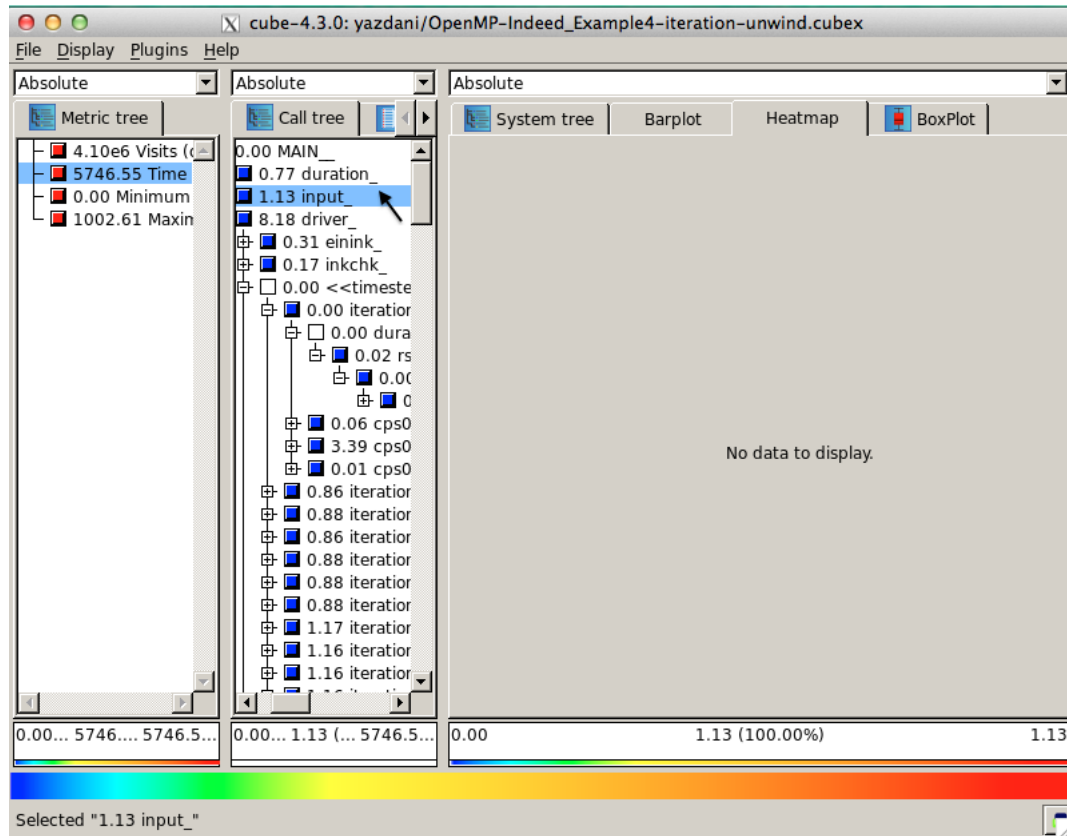 cube-4.3.0: yazdani/OpenMP-Indeed_Example4-iteration-unwind.cubex
File Display Plugins Help
Absolute
Absolute
Absolute
Metric tree
Call tree
System tree
Barplot
Heatmap
BoxPlot
4.10e6 Visits (
5746.55 Time
0.00 Minimum
1002.61 Maxim
0.00 MAIN__
0.77 duration_
1.13 input_
8.18 driver_
0.31 einink_
0.17 inkchk_
0.00 <<timeste
0.00 iteration
0.00 dura
0.02 rs
0.00
0
0.06 cps0
3.39 cps0
0.01 cps0
0.86 iteration
0.88 iteration
0.86 iteration
0.88 iteration
0.88 iteration
0.88 iteration
1.17 iteration
1.16 iteration
1.16 iteration
No data to display.
0.00... 5746.... 5746.5...
0.00... 1.13 (... 5746.5...
0.00 1.13 (100.00%) 1.13
Selected "1.13 input_"